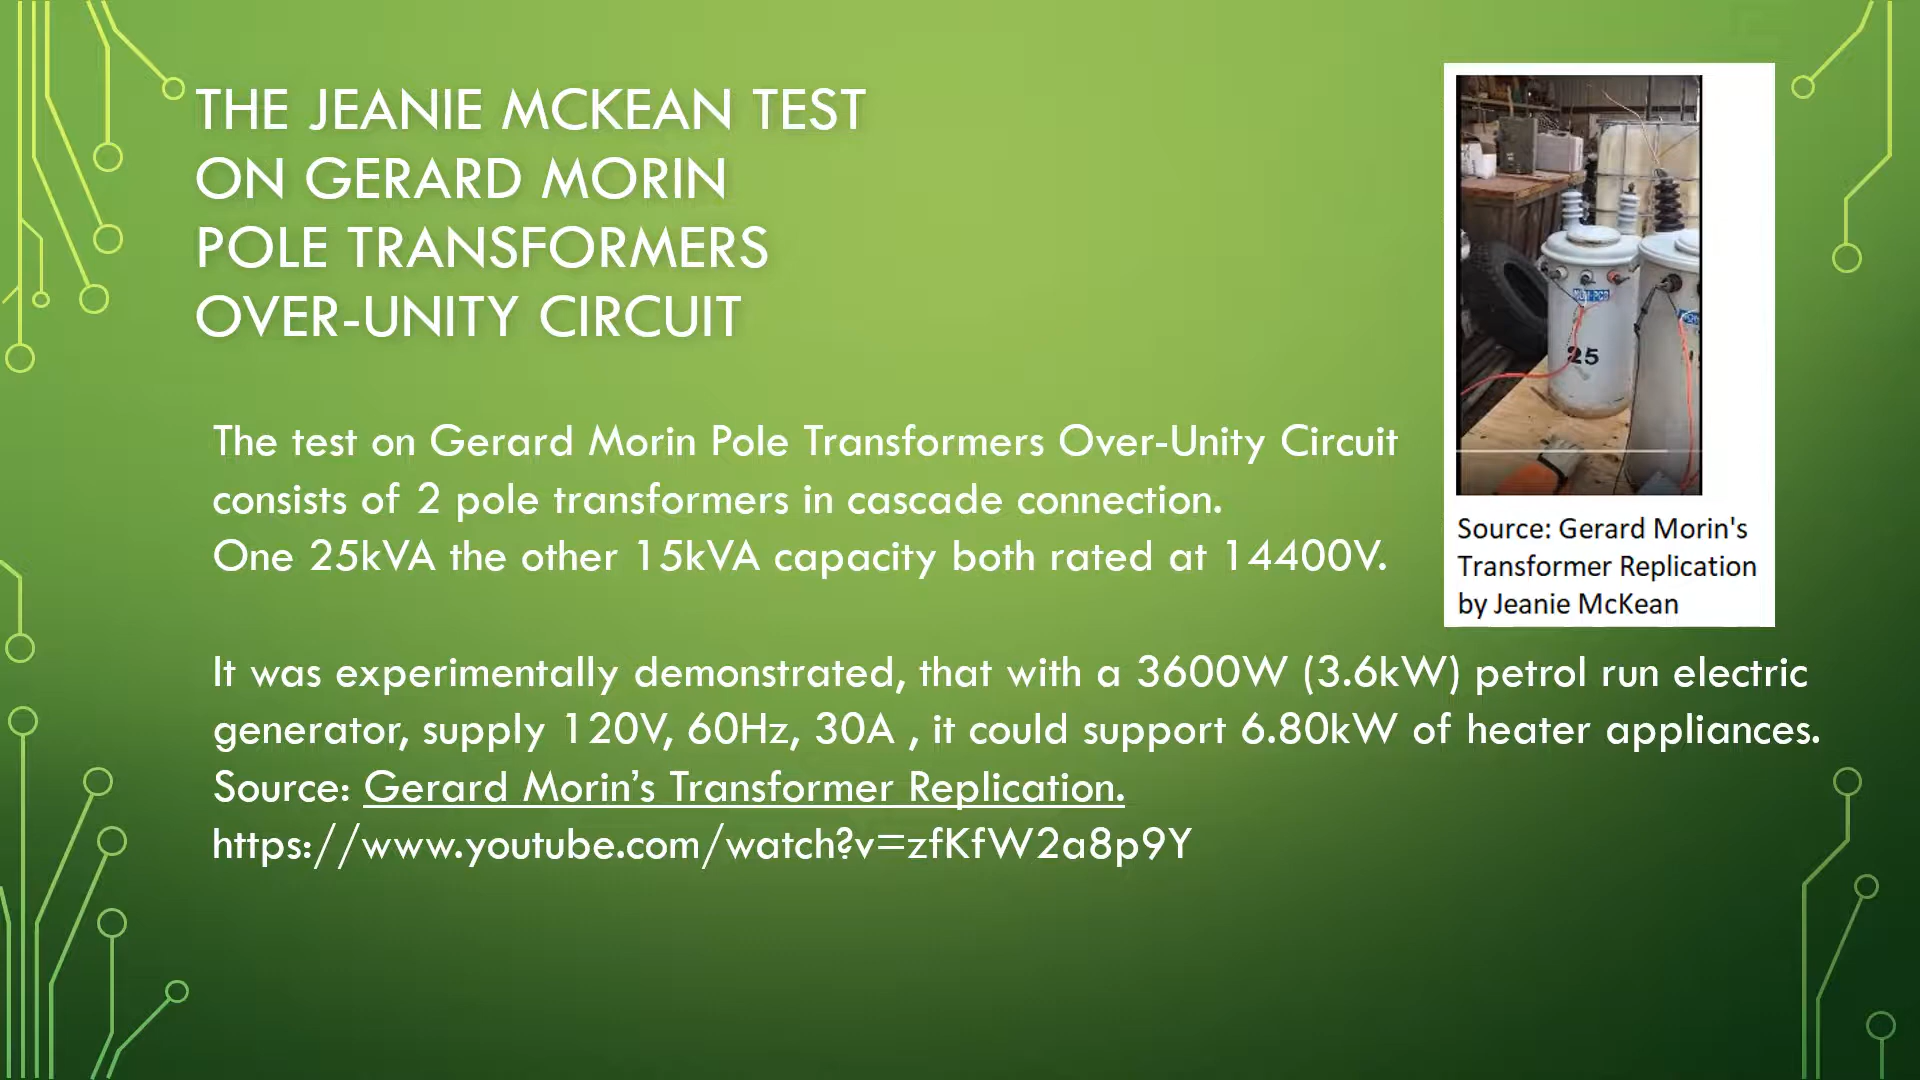 THE JEANIE MCKEAN TEST
ON GERARD MORIN
POLE TRANSFORMERS
OVER-UNITY CIRCUIT
The test on Gerard Morin Pole Transformers Over-Unity Circuit
consists of 2 pole transformers in cascade connection.
One 25kVA the other 15kVA capacity both rated at 14400V.
It was experimentally demonstrated, that with a 3600W (3.6kW) petrol run electric
generator, supply 120V, 60Hz, 30A , it could support 6.80kW of heater appliances.
Source: Gerard Morin’s Transformer Replication.
https://www.youtube.com/watch?v=zfKfW2a8p9Y
25
Source: Gerard Morin's
Transformer Replication
by Jeanie McKean